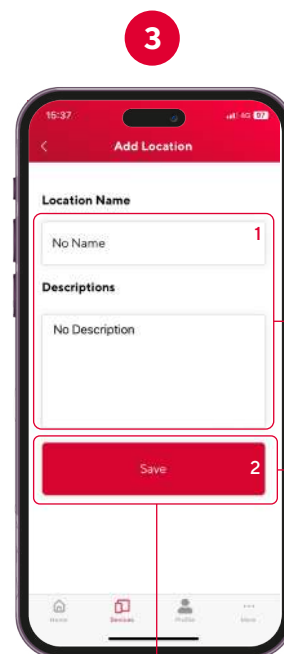 3
15:37 4G 97
Add Location
Location Name
No Name 1
Descriptions
No Description
Save 2
Home Devices Profile More